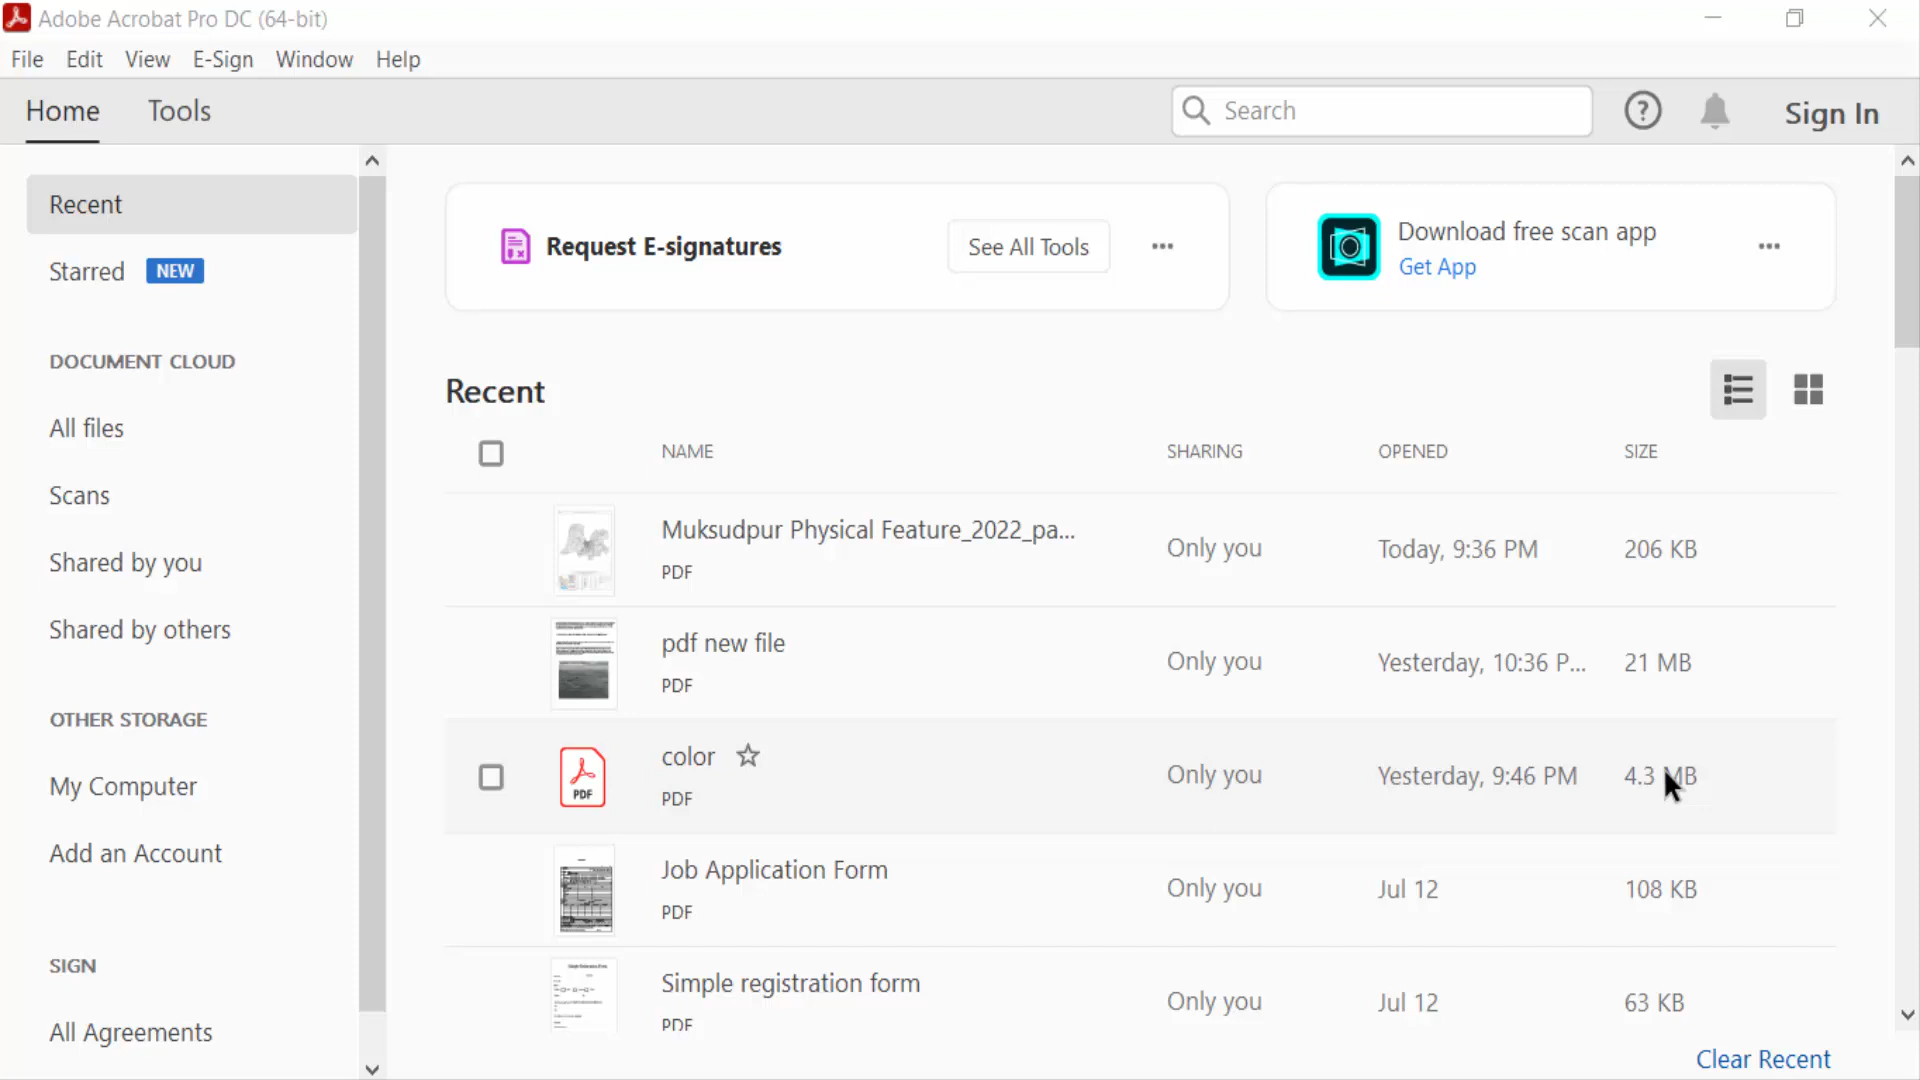 Adobe Acrobat Pro DC (64-bit)
File Edit View E-Sign Window Help
Home Tools Search Sign In
Recent
Starred NEW
DOCUMENT CLOUD
All files
Scans
Shared by you
Shared by others
OTHER STORAGE
My Computer
Add an Account
SIGN
All Agreements
Request E-signatures See All Tools
Download free scan app
Get App
Recent
NAME SHARING OPENED SIZE
Muksudpur Physical Feature_2022_pa...
PDF
Only you Today, 9:36 PM 206 KB
pdf new file
PDF
Only you Yesterday, 10:36 P... 21 MB
PDF
color
PDF
Only you Yesterday, 9:46 PM 4.3 MB
Job Application Form
PDF
Only you Jul 12 108 KB
Simple registration form
PDF
Only you Jul 12 63 KB
Clear Recent